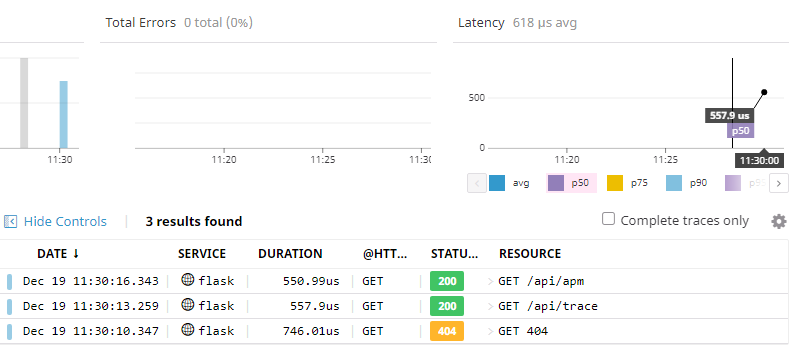 Total Errors 0 total (0%)
Latency 618 µs avg
500
0
557.9 us
p50
11:30
11:20 11:25 11:30
11:20 11:25 11:30:00
avg p50 p75 p90
Hide Controls 3 results found Complete traces only
DATE ↓ SERVICE DURATION @HTT... STATU... RESOURCE
Dec 19 11:30:16.343 flask 550.99us GET 200 GET /api/apm
Dec 19 11:30:13.259 flask 557.9us GET 200 GET /api/trace
Dec 19 11:30:10.347 flask 746.01us GET 404 GET 404